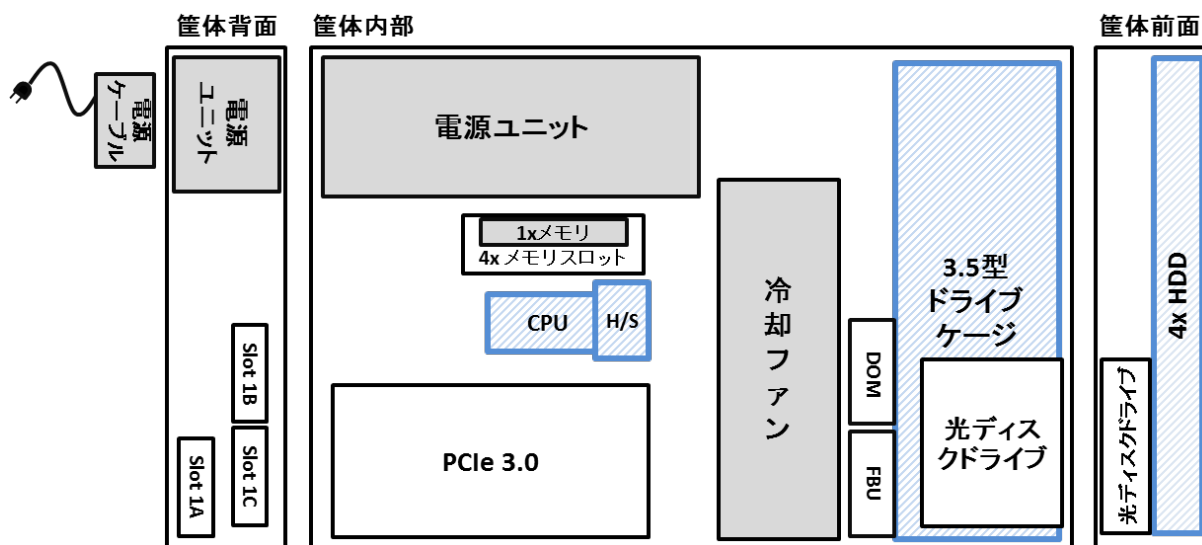 筐体背面
電源
ケーブル
電源
ユニット
Slot 1B
Slot 1C
Slot 1A
筐体内部
電源ユニット
1xメモリ
4xメモリスロット
CPU
H/S
PCIe 3.0
冷却ファン
DOM
FBU
3.5型
ドライブ
ケージ
光ディス
クドライブ
筐体前面
4x HDD
光ディスクドライブ